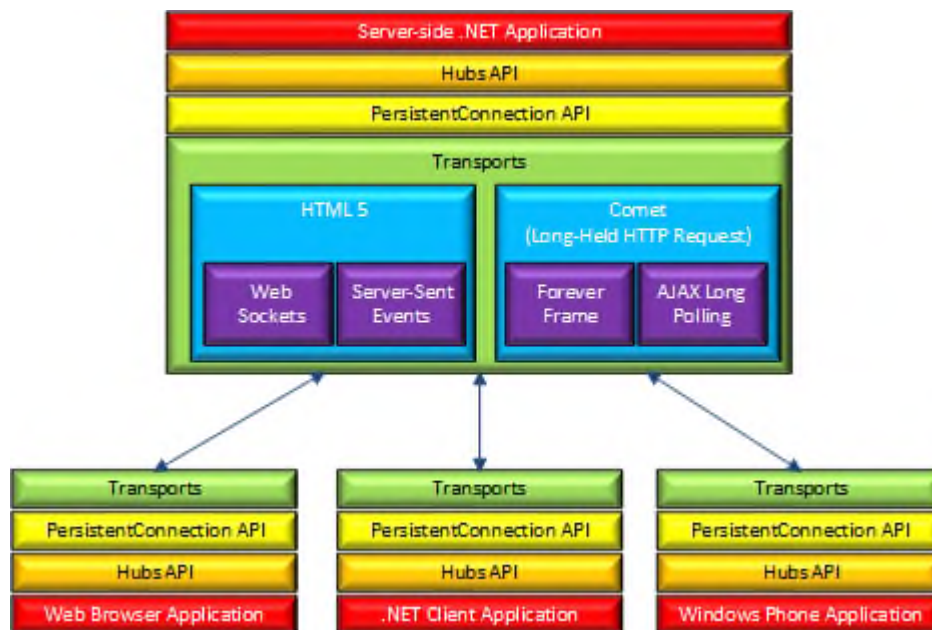 Server-side .NET Application
Hubs API
PersistentConnection API
Transports
HTML 5
Web
Sockets
Server-Sent
Events
Comet
(Long-Held HTTP Request)
Forever
Frame
AJAX Long
Polling
Transports
PersistentConnection API
Hubs API
Web Browser Application
Transports
PersistentConnection API
Hubs API
.NET Client Application
Transports
PersistentConnection API
Hubs API
Windows Phone Application